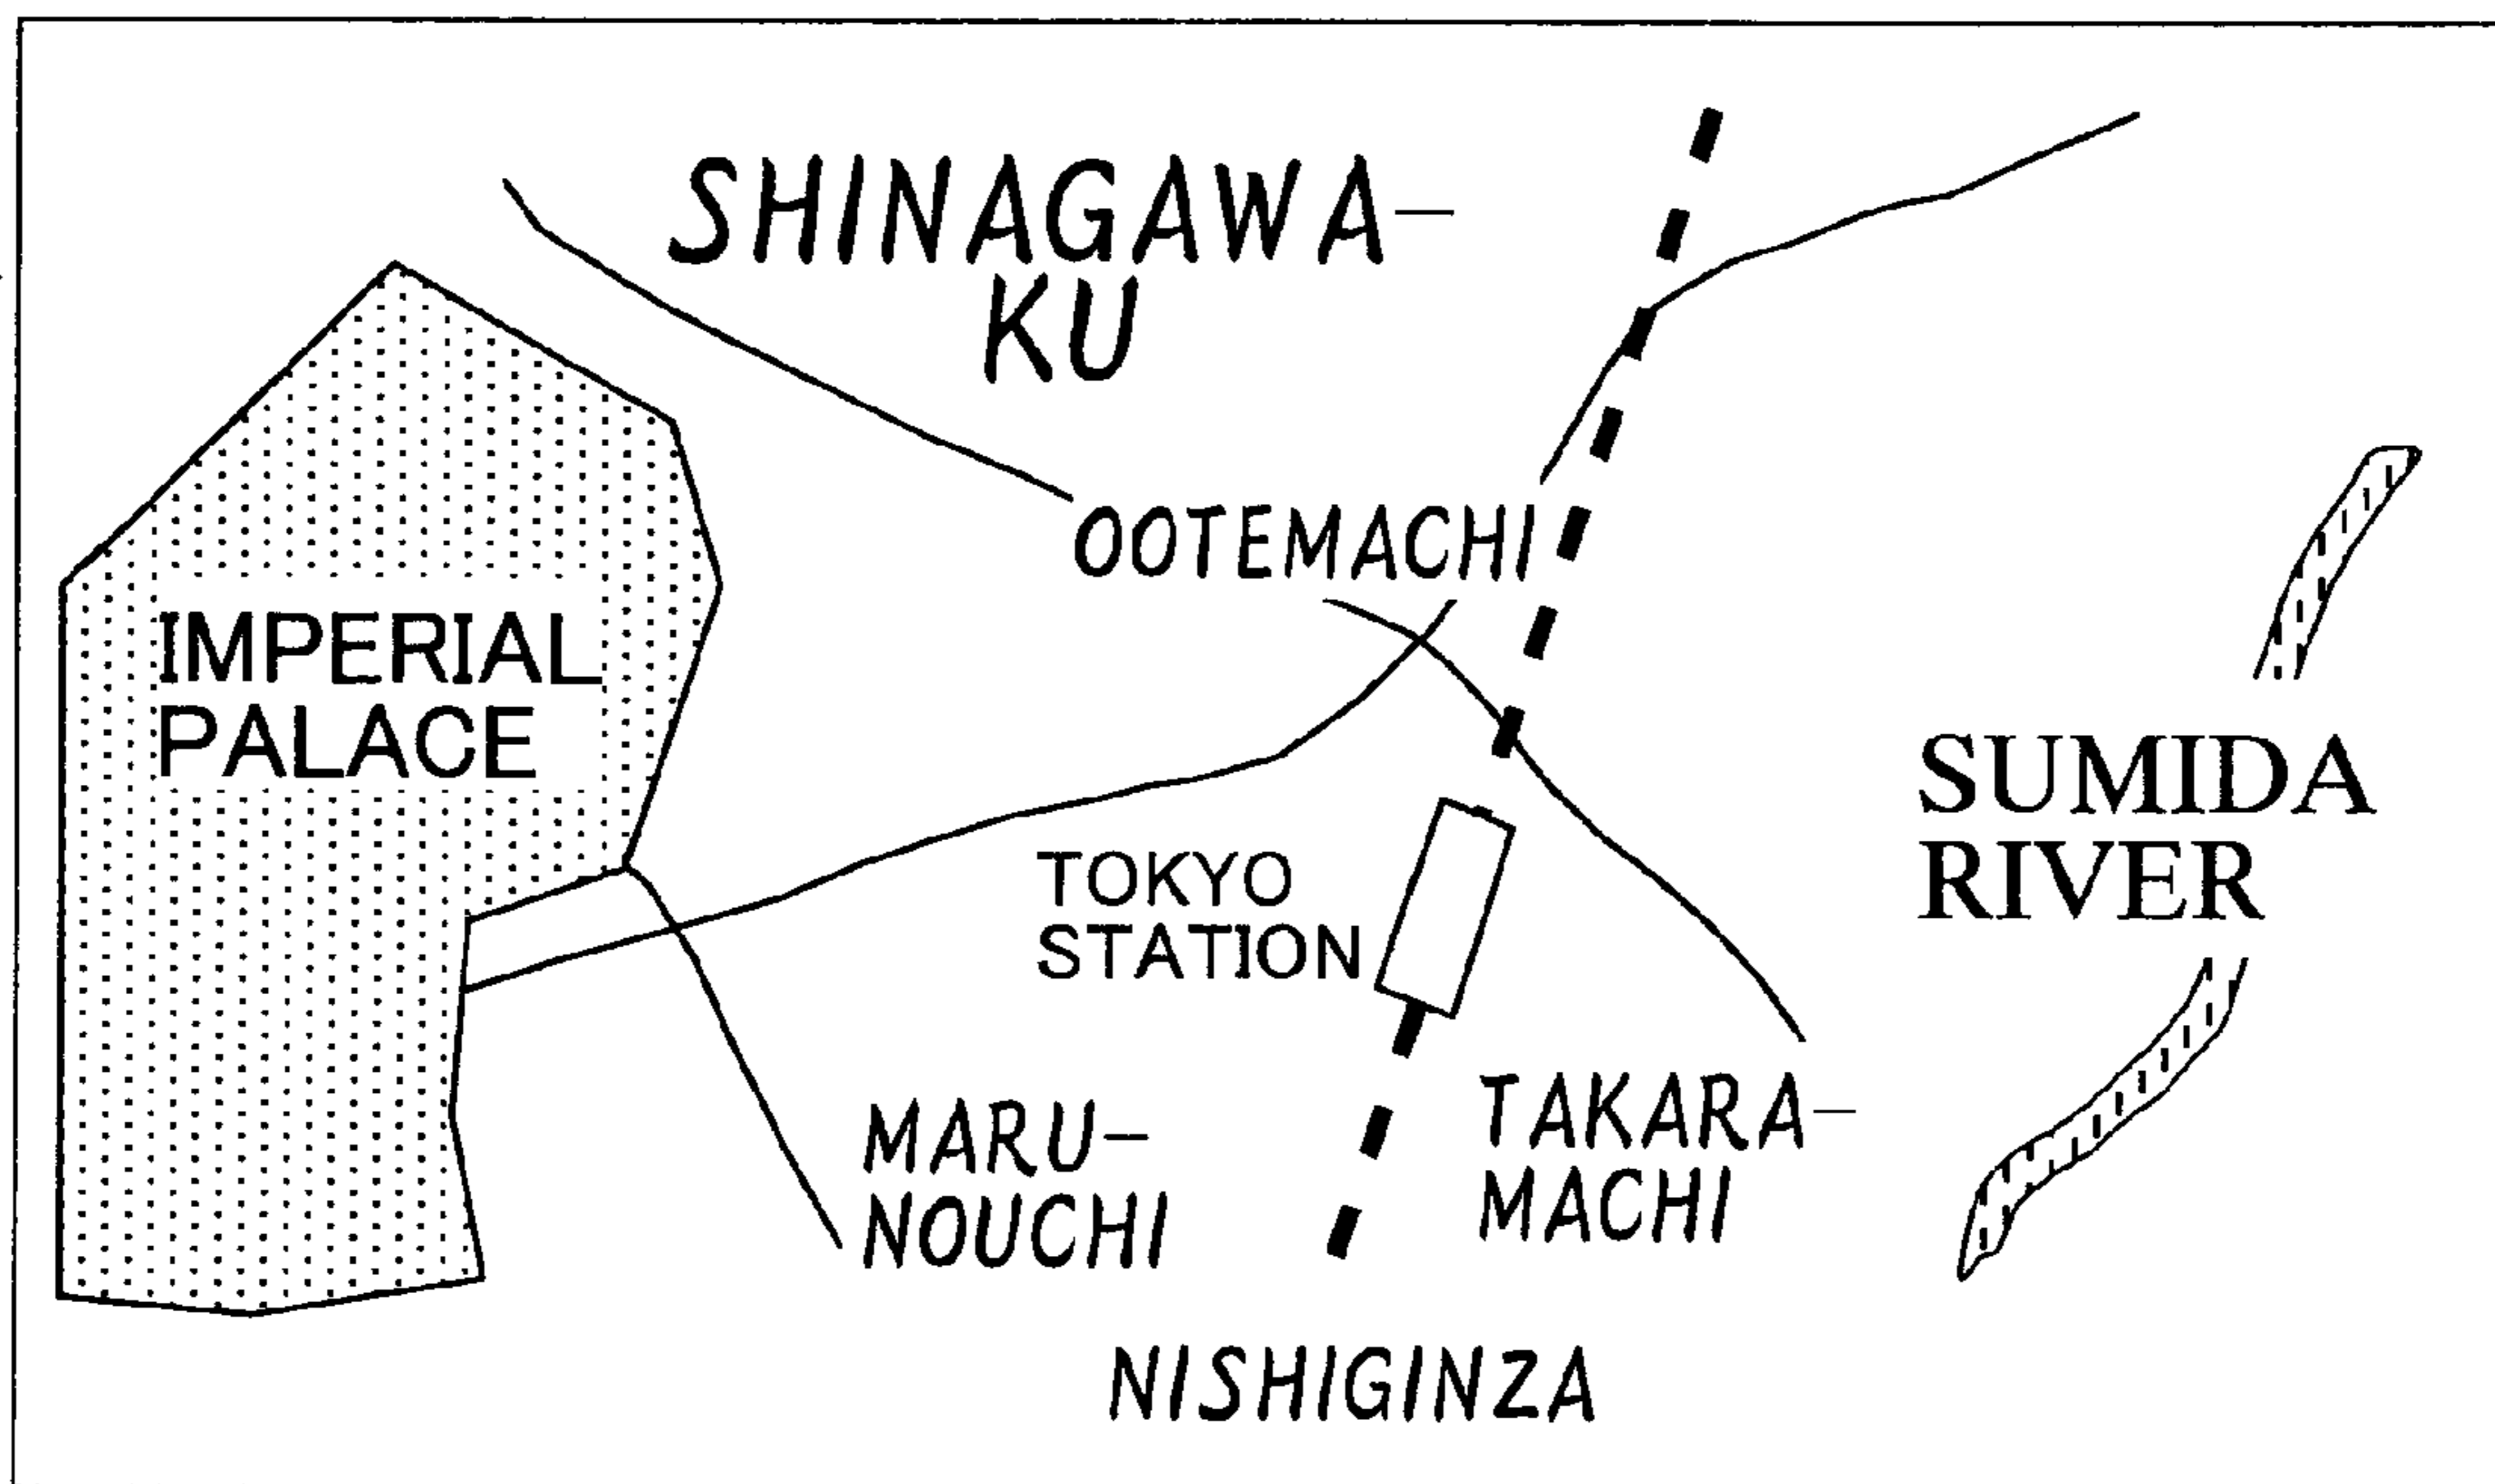 SHINAGAWA-
KU
OOTEMACHI
IMPERIAL
PALACE
SUMIDA
RIVER
TOKYO
STATION
MARU-
NOUCHI
TAKARA-
MACHI
NISHIGINZA